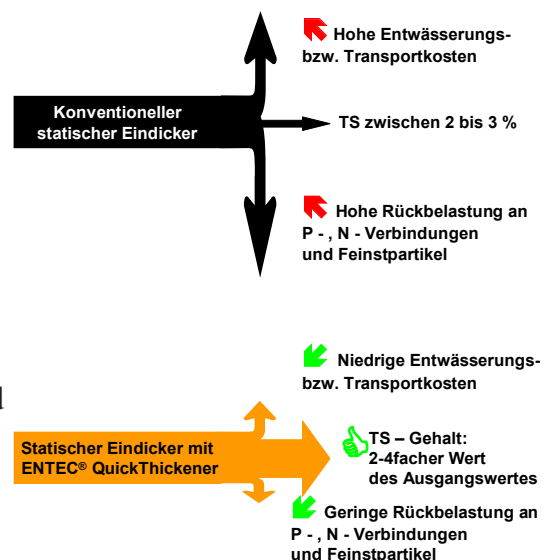 Hohe Entwässerungs-
bzw. Transportkosten
Konventioneller
statischer Eindicker
TS zwischen 2 bis 3 %
Hohe Rückbelastung an
P - , N - Verbindungen
und Feinstpartikel
Niedrige Entwässerungs-
bzw. Transportkosten
d
Statischer Eindicker mit
ENTEC® QuickThickener
TS – Gehalt:
2-4facher Wert
des Ausgangswertes
Geringe Rückbelastung an
P - , N - Verbindungen
und Feinstpartikel